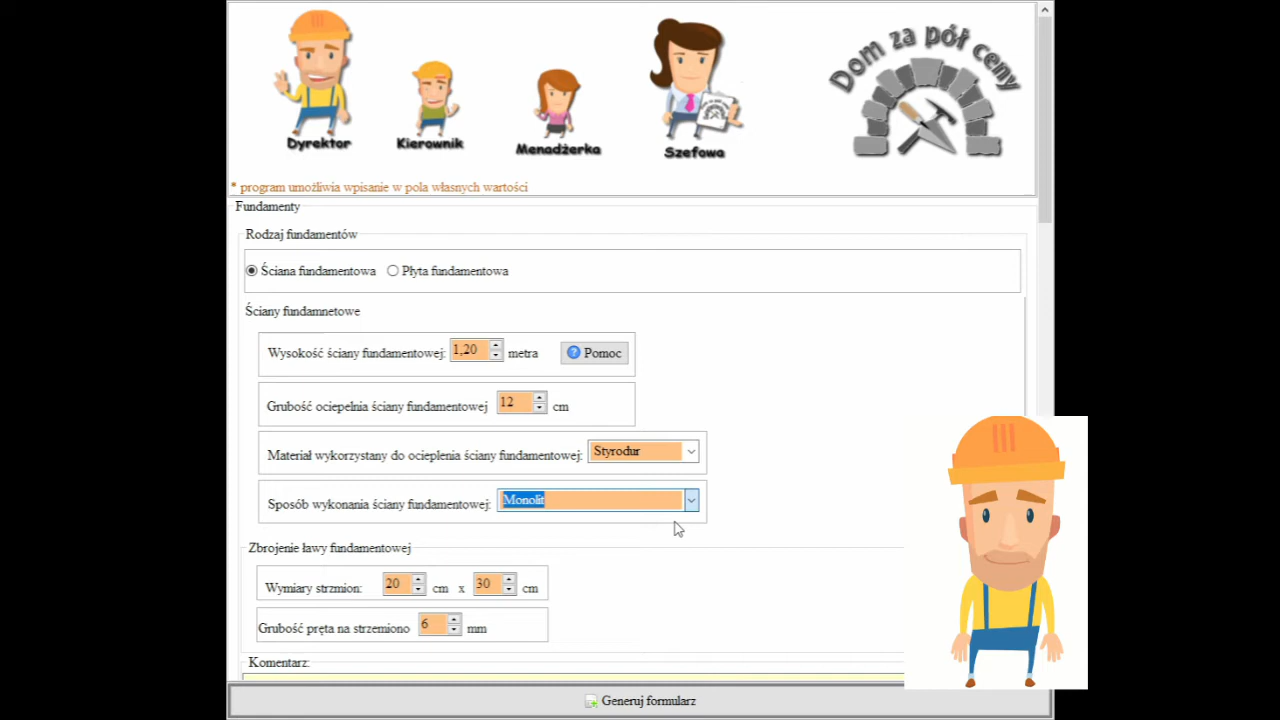 Dom za pół ceny
Dyrektor
Kierownik
Menadżerka
Szefowa
* program umożliwia wpisanie w pola własnych wartości
Fundamenty
Rodzaj fundamentów
Ściana fundamentowa Płyta fundamentowa
Ściany fundamnetowe
Wysokość ściany fundamentowej: 1,20 metra Pomoc
Grubość ociepelnia ściany fundamentowej 12 cm
Materiał wykorzystany do ocieplenia ściany fundamentowej: Styrodur
Sposób wykonania ściany fundamentowej: Monolit
Zbrojenie ławy fundamentowej
Wymiary strzmion: 20 cm x 30 cm
Grubość pręta na strzemiono 6 mm
Komentarz:
Generuj formularz